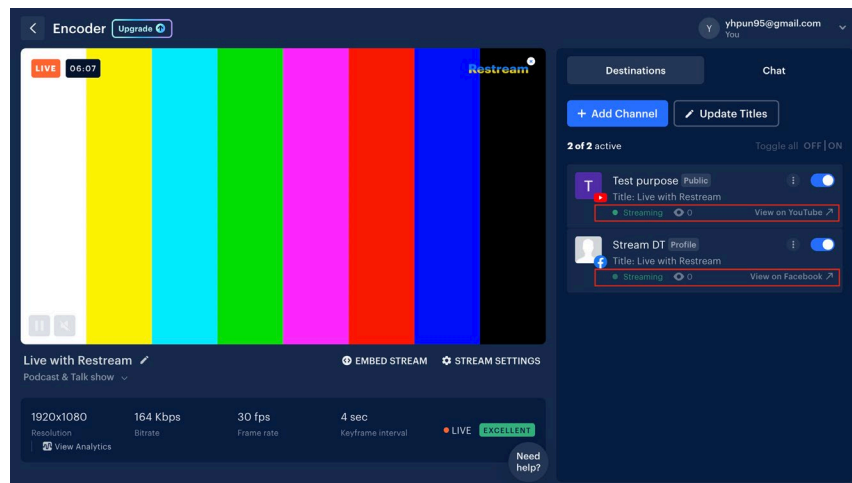 Encoder Upgrade
Y yhpun95@gmail.com
You
LIVE 06:07
Restream
Destinations Chat
+ Add Channel Update Titles
2 of 2 active Toggle all OFF|ON
T Test purpose Public
Title: Live with Restream
Streaming 0 View on YouTube
Stream DT Profile
Title: Live with Restream
Streaming 0 View on Facebook
Live with Restream
EMBED STREAM STREAM SETTINGS
Podcast & Talk show
1920x1080 164 Kbps 30 fps 4 sec
Resolution Bitrate Frame rate Keyframe interval
LIVE EXCELLENT
View Analytics
Need
help?